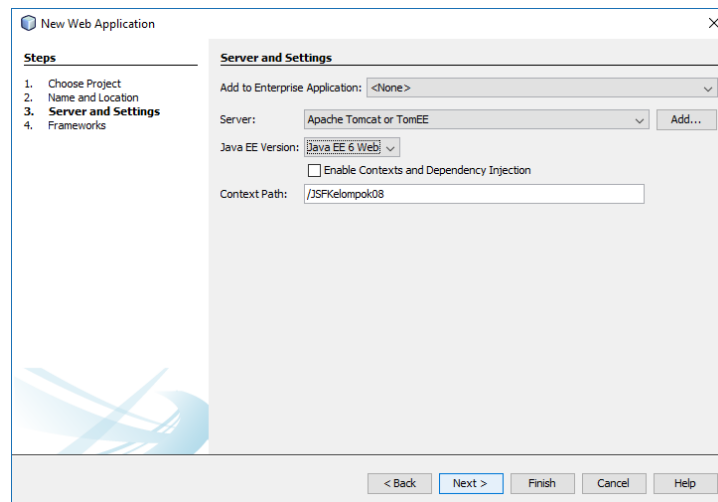 New Web Application
Steps
1. Choose Project
2. Name and Location
3. Server and Settings
4. Frameworks
Server and Settings
Add to Enterprise Application: <None>
Server: Apache Tomcat or TomEE Add...
Java EE Version: Java EE 6 Web
Enable Contexts and Dependency Injection
Context Path: /JSFKelompok08
< Back Next > Finish Cancel Help